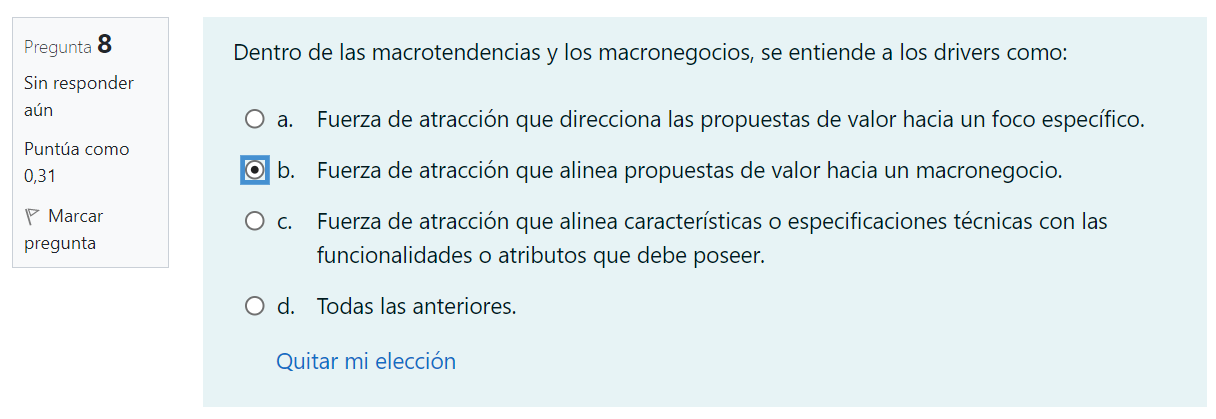 Pregunta 8
Sin responder
aún
Puntúa como
0,31
Marcar
pregunta
Dentro de las macrotendencias y los macronegocios, se entiende a los drivers como:
a. Fuerza de atracción que direcciona las propuestas de valor hacia un foco específico.
b. Fuerza de atracción que alinea propuestas de valor hacia un macronegocio.
c. Fuerza de atracción que alinea características o especificaciones técnicas con las
funcionalidades o atributos que debe poseer.
d. Todas las anteriores.
Quitar mi elección